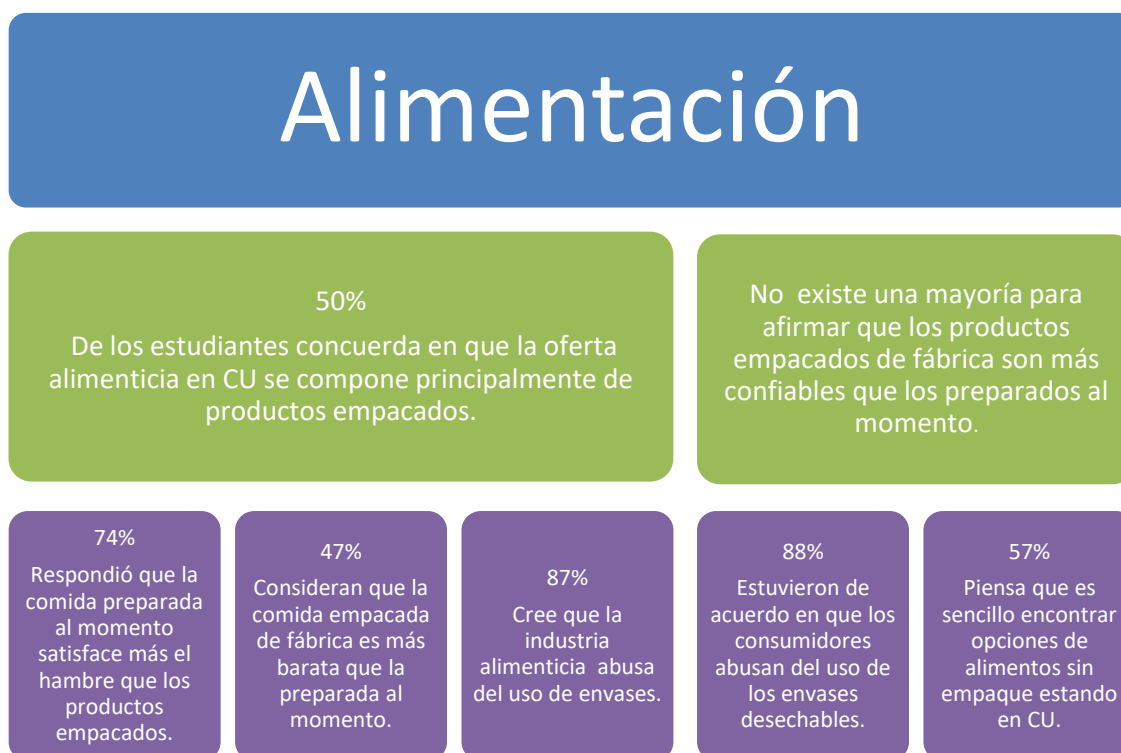 Alimentación
50%
De los estudiantes concuerda en que la oferta
alimenticia en CU se compone principalmente de
productos empacados.
No existe una mayoría para
afirmar que los productos
empacados de fábrica son más
confiables que los preparados al
momento.
74%
Respondió que la
comida preparada
al momento
satisface más el
hambre que los
productos
empacados.
47%
Consideran que la
comida empacada
de fábrica es más
barata que la
preparada al
momento.
87%
Cree que la
industria
alimenticia abusa
del uso de envases.
88%
Estuvieron de
acuerdo en que los
consumidores
abusan del uso de
los envases
desechables.
57%
Piensa que es
sencillo encontrar
opciones de
alimentos sin
empaque estando
en CU.